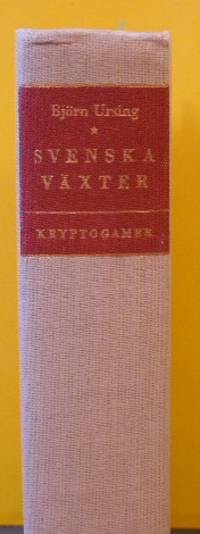 Björn Ursing
*
SVENSKA
VÄXTER
KRYPTOGAMER